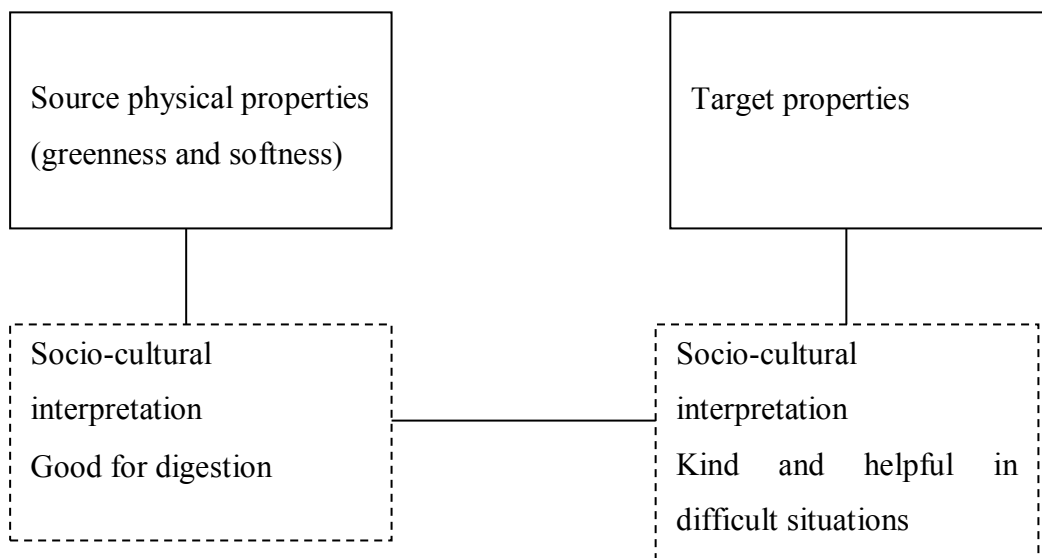 Source physical properties
(greenness and softness)
Target properties
Socio-cultural
interpretation
Good for digestion
Socio-cultural
interpretation
Kind and helpful in
difficult situations